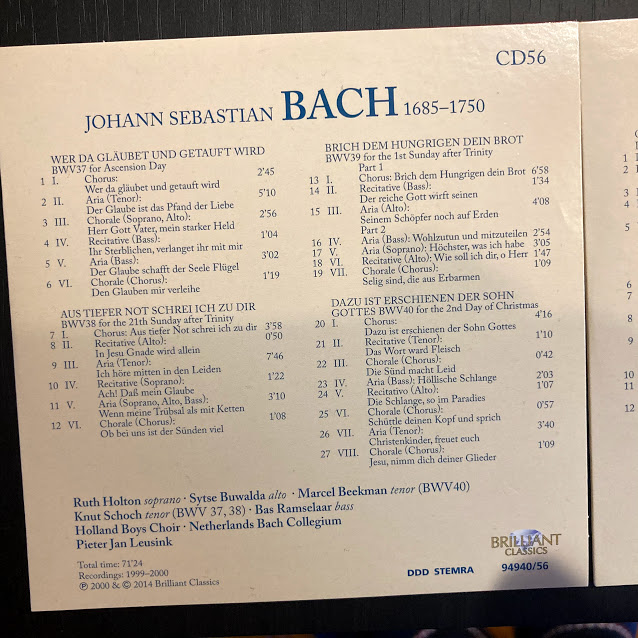 CD56
JOHANN SEBASTIAN BACH 1685–1750
WER DA GLÄUBET UND GETAUFT WIRD
BWV37 for Ascension Day
1 I. Chorus: 2'45
Wer da gläubet und getauft wird
2 II. Aria (Tenor): 5'10
Der Glaube ist das Pfand der Liebe
3 III. Chorale (Soprano, Alto): 2'56
Herr Gott Vater, mein starker Held
4 IV. Recitative (Bass): 1'04
Ihr Sterblichen, verlanget ihr mit mir
5 V. Aria (Bass): 3'02
Der Glaube schafft der Seele Flügel
6 VI. Chorale (Chorus): 1'19
Den Glauben mir verleihe
AUS TIEFER NOT SCHREI ICH ZU DIR
BWV38 for the 21th Sunday after Trinity
7 I. Chorus: Aus tiefer Not schrei ich zu dir 3'58
8 II. Recitative (Alto): 0'50
In Jesu Gnade wird allein
9 III. Aria (Tenor): 7'46
Ich höre mitten in den Leiden
10 IV. Recitative (Soprano): 1'22
Ach! Daß mein Glaube
11 V. Aria (Soprano, Alto, Bass): 3'10
Wenn meine Trübsal als mit Ketten
12 VI. Chorale (Chorus): 1'08
Ob bei uns ist der Sünden viel
BRICH DEM HUNGRIGEN DEIN BROT
BWV39 for the 1st Sunday after Trinity
Part 1
13 I. Chorus: Brich dem Hungrigen dein Brot 6'58
14 II. Recitative (Bass): 1'34
Der reiche Gott wirft seinen
15 III. Aria (Alto): 4'08
Seinem Schöpfer noch auf Erden
Part 2
16 IV. Aria (Bass): Wohlzutun und mitzuteilen 2'54
17 V. Aria (Soprano): Höchster, was ich habe 3'05
18 VI. Recitative (Alto): Wie soll ich dir, o Herr 1'47
19 VII. Chorale (Chorus): 1'09
Selig sind, die aus Erbarmen
DAZU IST ERSCHIENEN DER SOHN
GOTTES BWV40 for the 2nd Day of Christmas
20 I. Chorus: 4'16
Dazu ist erschienen der Sohn Gottes
21 II. Recitative (Tenor): 1'10
Das Wort ward Fleisch
22 III. Chorale (Chorus): 0'42
Die Sünd macht Leid
23 IV. Aria (Bass): Höllische Schlange 2'03
24 V. Recitativo (Alto): 1'07
Die Schlange, so im Paradies
25 VI. Chorale (Chorus): 0'57
Schüttle deinen Kopf und sprich
26 VII. Aria (Tenor): 3'40
Christenkinder, freuet euch
27 VIII. Chorale (Chorus): 1'09
Jesu, nimm dich deiner Glieder
Ruth Holton soprano · Sytse Buwalda alto · Marcel Beekman tenor (BWV40)
Knut Schoch tenor (BWV 37, 38) · Bas Ramselaar bass
Holland Boys Choir · Netherlands Bach Collegium
Pieter Jan Leusink
Total time: 71'24
Recordings: 1999–2000
℗ 2000 & © 2014 Brilliant Classics
DDD STEMRA
BRILLIANT
CLASSICS
94940/56